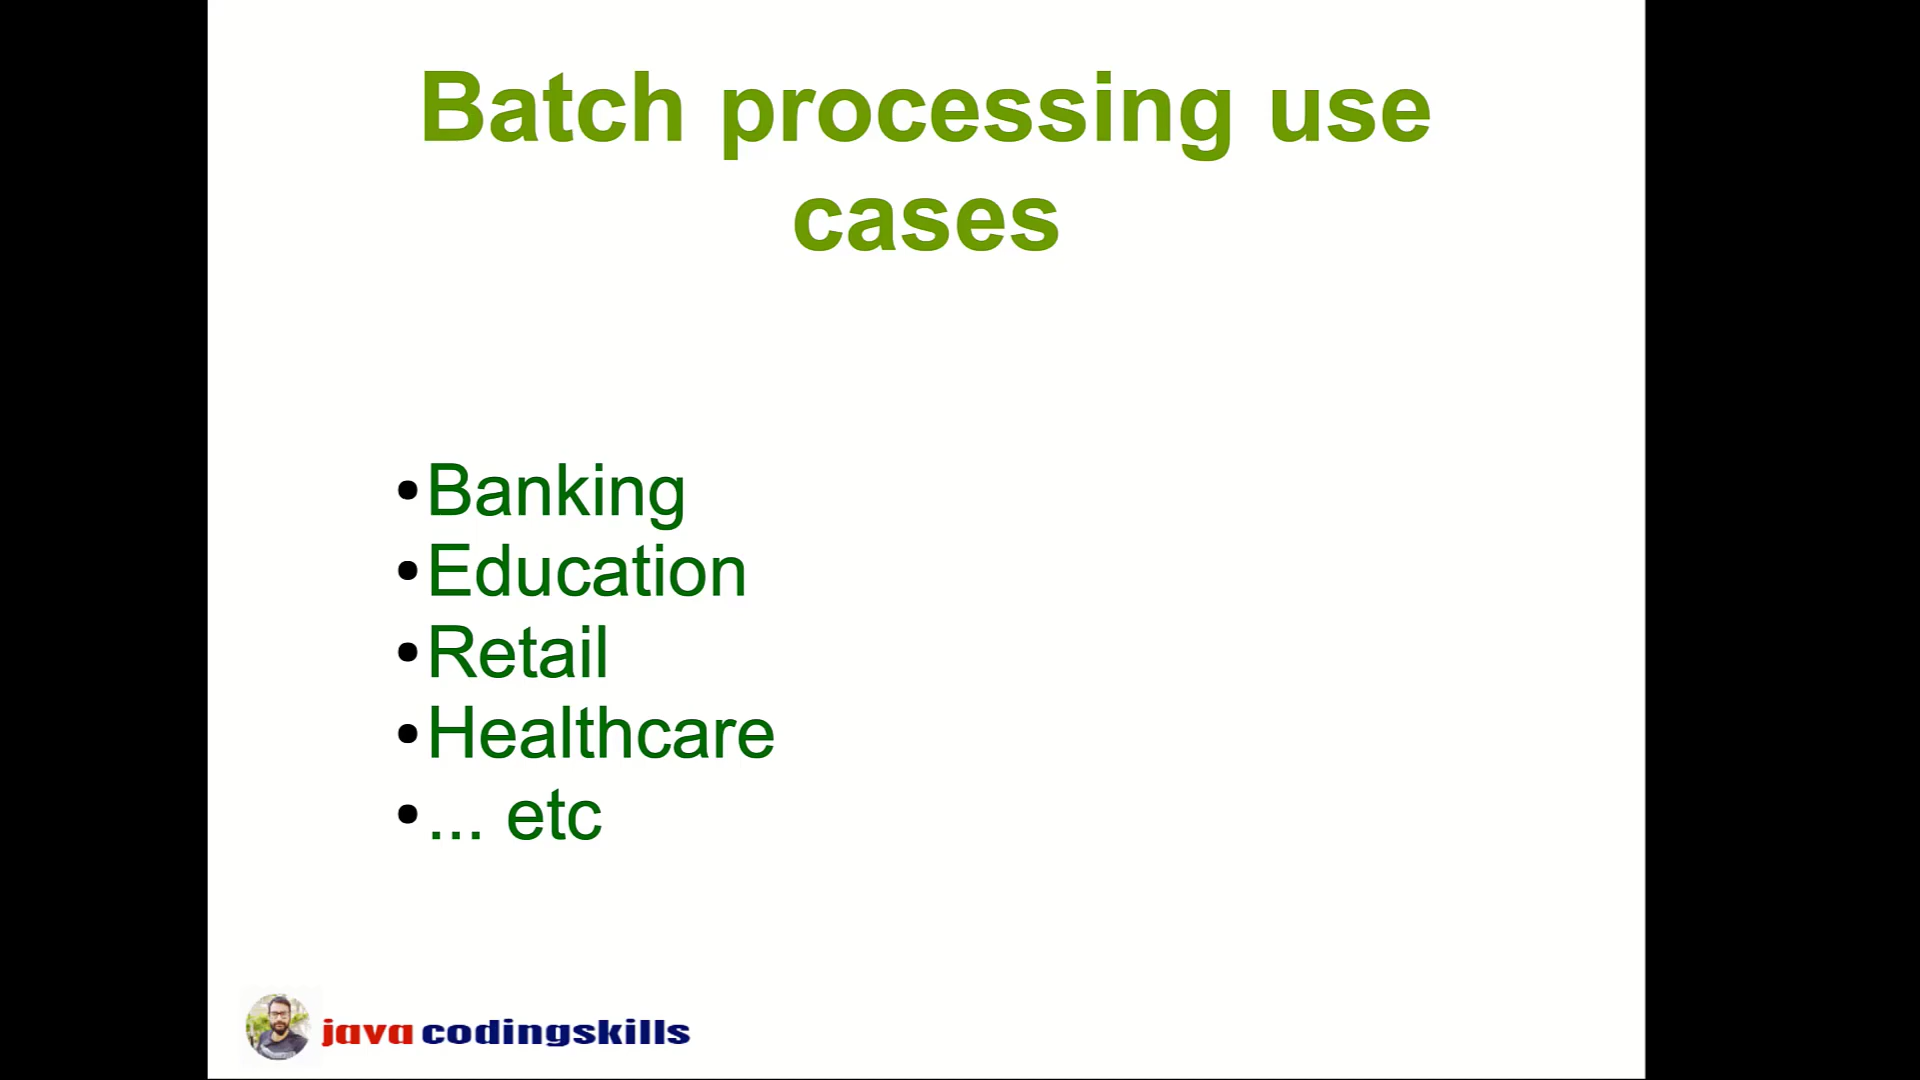 Batch processing use
cases
•Banking
•Education
•Retail
•Healthcare
•... etc
java codingskills